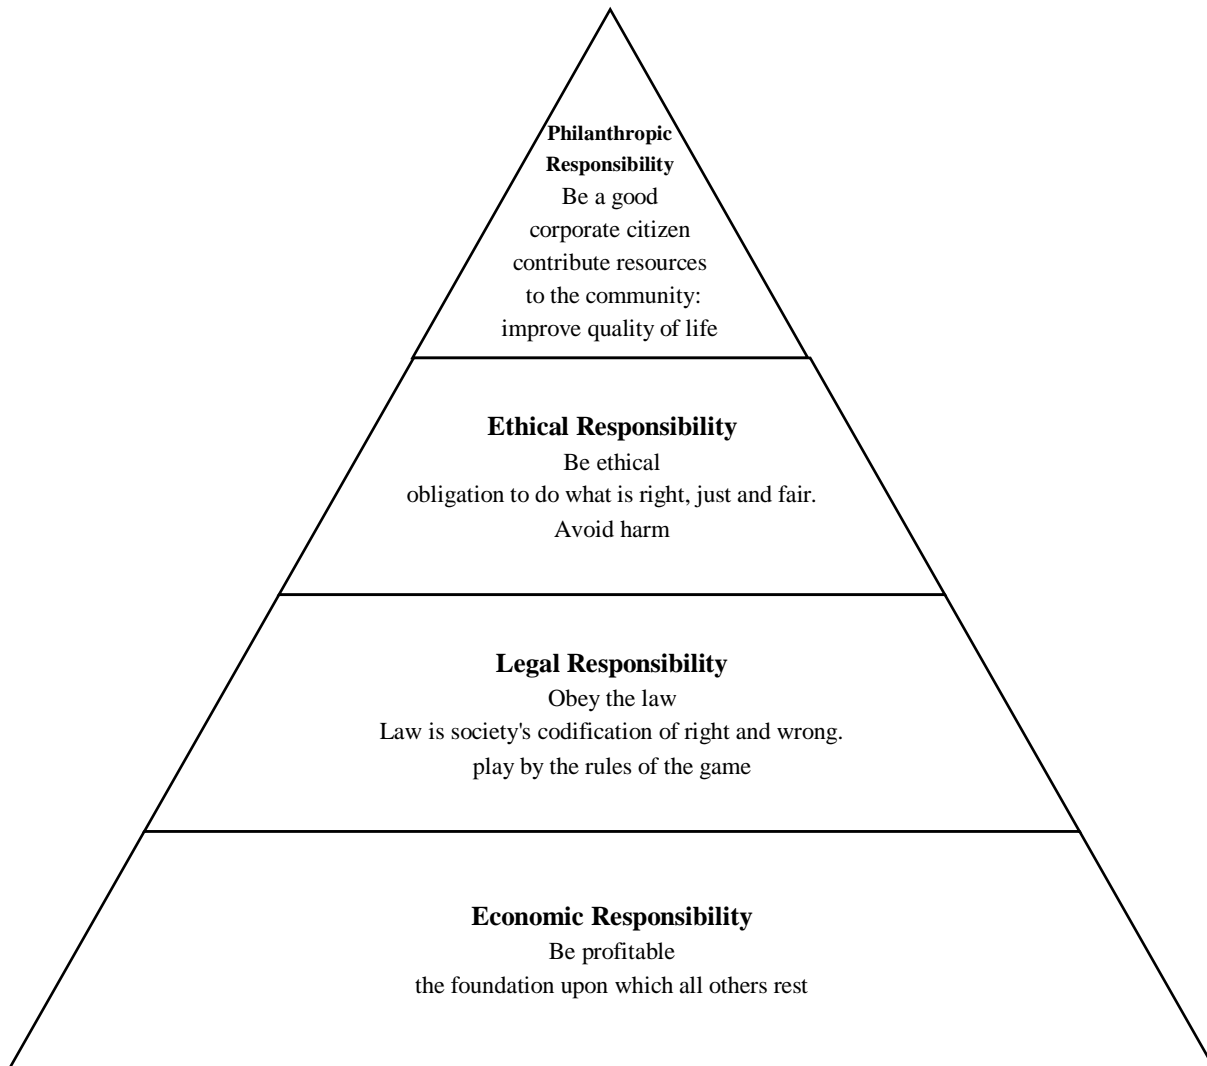 Philanthropic
Responsibility
Be a good
corporate citizen
contribute resources
to the community:
improve quality of life
Ethical Responsibility
Be ethical
obligation to do what is right, just and fair.
Avoid harm
Legal Responsibility
Obey the law
Law is society's codification of right and wrong.
play by the rules of the game
Economic Responsibility
Be profitable
the foundation upon which all others rest